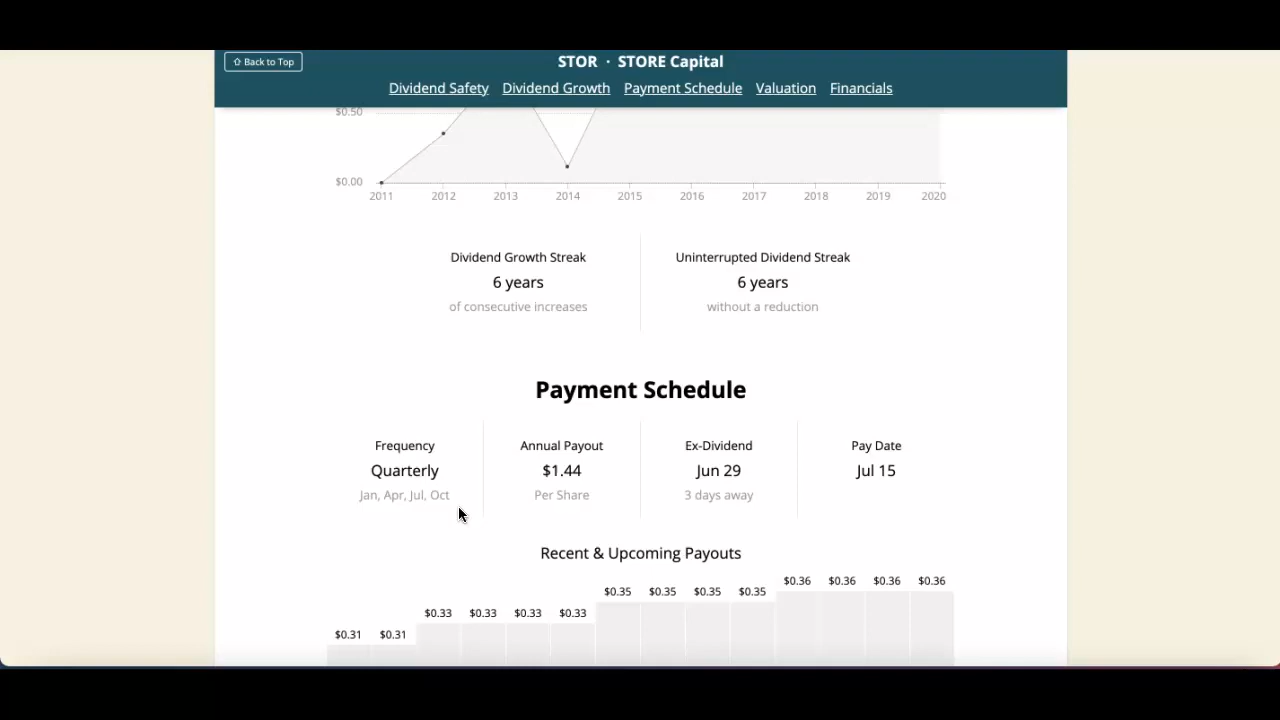 ⇧ Back to Top
STOR · STORE Capital
Dividend Safety Dividend Growth Payment Schedule Valuation Financials
$0.50
$0.00
2011 2012 2013 2014 2015 2016 2017 2018 2019 2020
Dividend Growth Streak Uninterrupted Dividend Streak
6 years 6 years
of consecutive increases without a reduction
Payment Schedule
Frequency Annual Payout Ex-Dividend Pay Date
Quarterly $1.44 Jun 29 Jul 15
Jan, Apr, Jul, Oct Per Share 3 days away
Recent & Upcoming Payouts
$0.31 $0.31 $0.33 $0.33 $0.33 $0.33 $0.35 $0.35 $0.35 $0.35 $0.36 $0.36 $0.36 $0.36